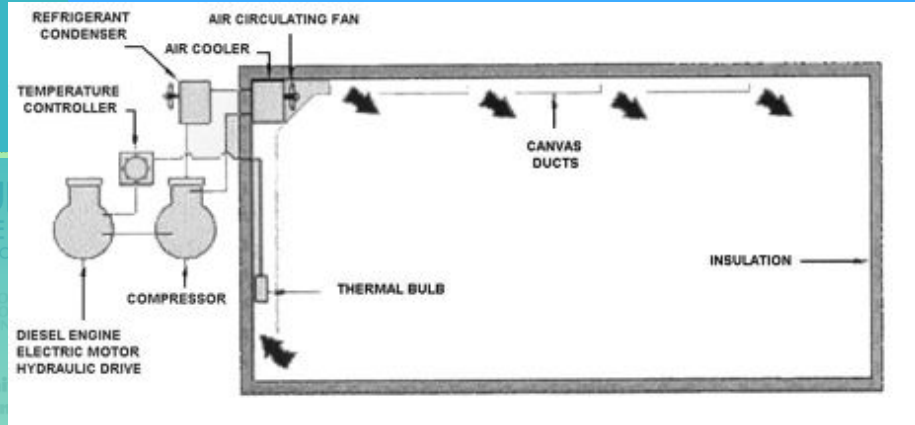 REFRIGERANT
CONDENSER
AIR CIRCULATING FAN
AIR COOLER
TEMPERATURE
CONTROLLER
CANVAS
DUCTS
INSULATION
THERMAL BULB
COMPRESSOR
DIESEL ENGINE
ELECTRIC MOTOR
HYDRAULIC DRIVE